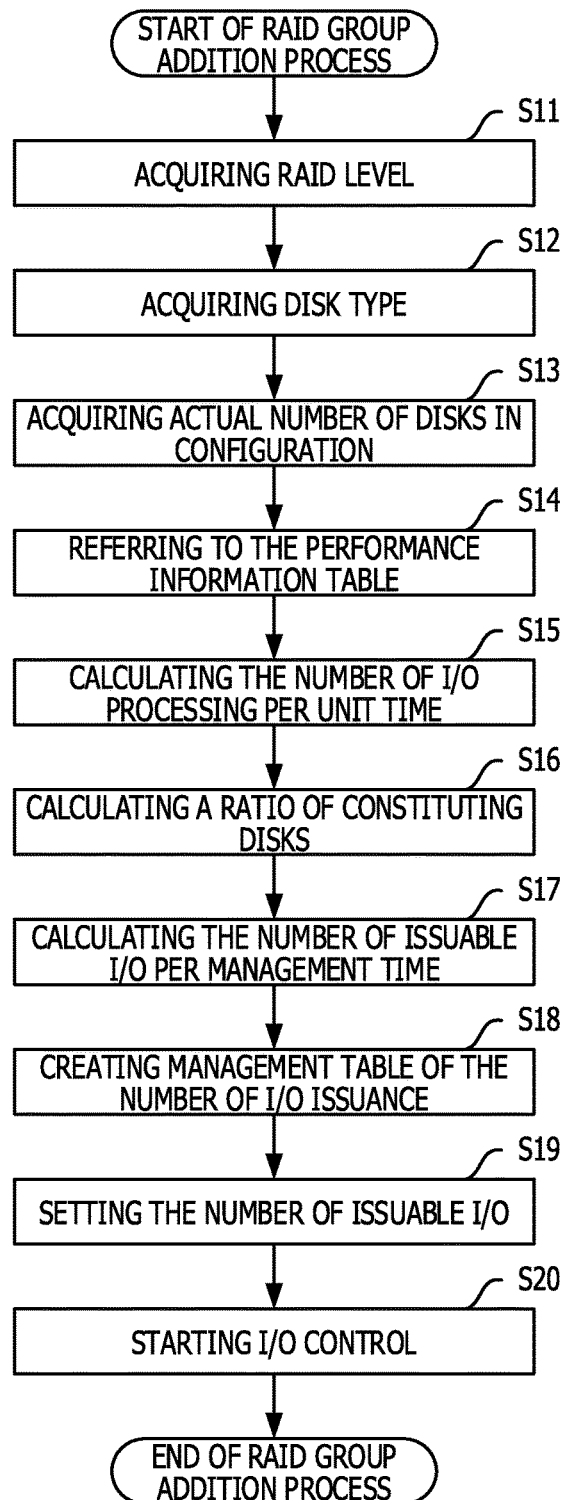 START OF RAID GROUP
ADDITION PROCESS
S11
ACQUIRING RAID LEVEL
S12
ACQUIRING DISK TYPE
S13
ACQUIRING ACTUAL NUMBER OF DISKS IN
CONFIGURATION
S14
REFERRING TO THE PERFORMANCE
INFORMATION TABLE
S15
CALCULATING THE NUMBER OF I/O
PROCESSING PER UNIT TIME
S16
CALCULATING A RATIO OF CONSTITUTING
DISKS
S17
CALCULATING THE NUMBER OF ISSUABLE
I/O PER MANAGEMENT TIME
S18
CREATING MANAGEMENT TABLE OF THE
NUMBER OF I/O ISSUANCE
S19
SETTING THE NUMBER OF ISSUABLE I/O
S20
STARTING I/O CONTROL
END OF RAID GROUP
ADDITION PROCESS